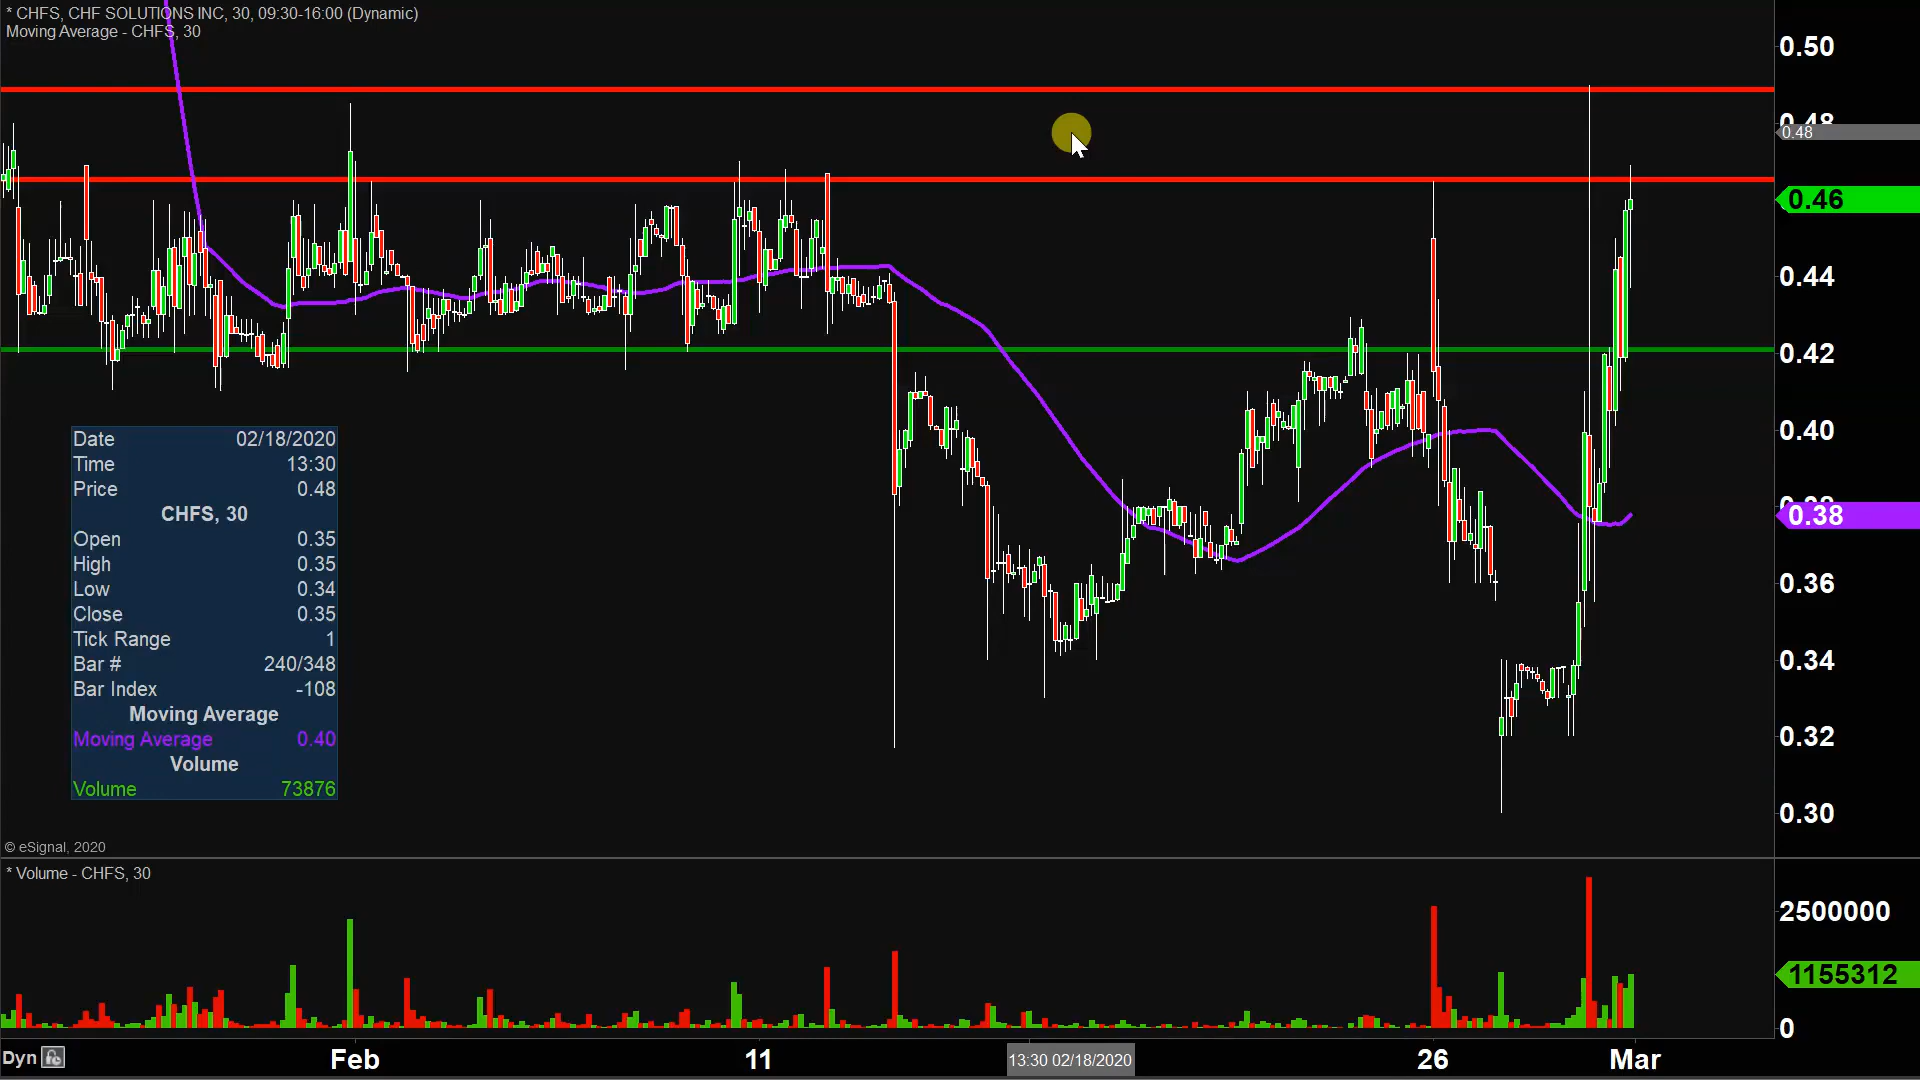 * CHFS, CHF SOLUTIONS INC, 30, 09:30-16:00 (Dynamic)
Moving Average - CHFS, 30
0.50
0.48
0.48
0.46
0.44
0.42
0.40
0.38
0.38
0.36
0.34
0.32
0.30
Date 02/18/2020
Time 13:30
Price 0.48
CHFS, 30
Open 0.35
High 0.35
Low 0.34
Close 0.35
Tick Range 1
Bar # 240/348
Bar Index -108
Moving Average
Moving Average 0.40
Volume
Volume 73876
© eSignal, 2020
* Volume - CHFS, 30
2500000
1155312
0
Dyn Feb 11 13:30 02/18/2020 26 Mar